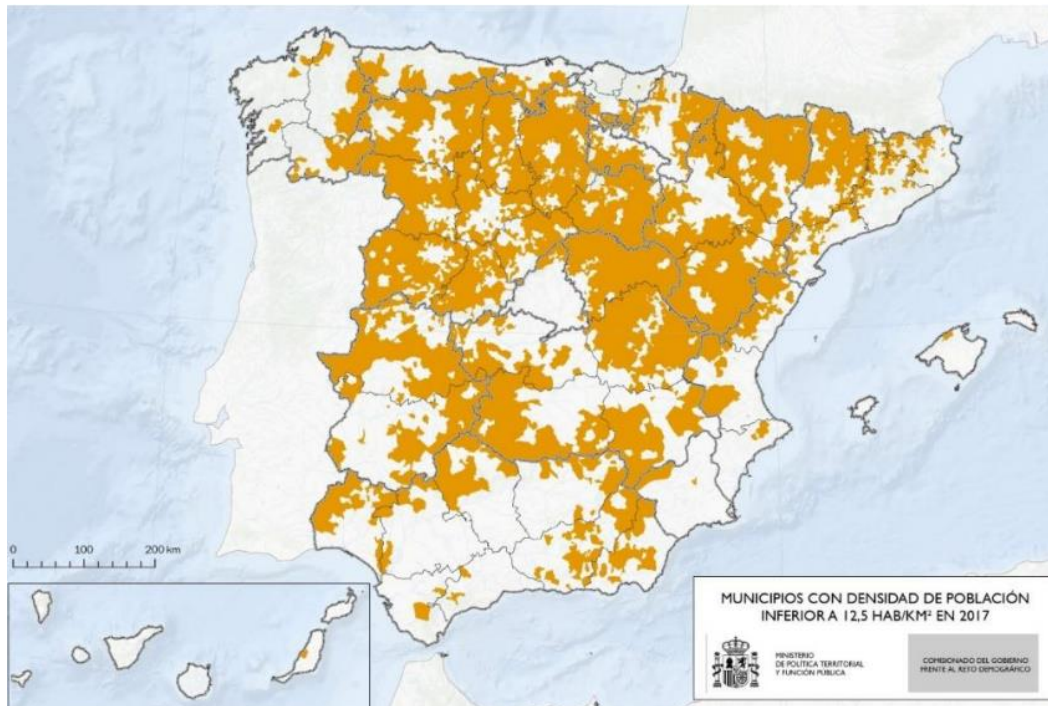 0 100 200 km
MUNICIPIOS CON DENSIDAD DE POBLACIÓN
INFERIOR A 12,5 HAB/KM² EN 2017
MINISTERIO
DE POLÍTICA TERRITORIAL
Y FUNCIÓN PÚBLICA
COMISIONADO DEL GOBIERNO
FRENTE AL RETO DEMOGRÁFICO